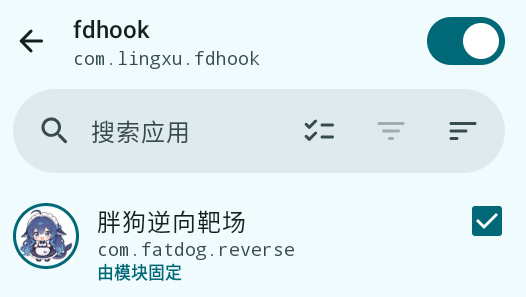 fdhook
com.lingxu.fdhook
搜索应用
胖狗逆向靶场
com.fatdog.reverse
由模块固定